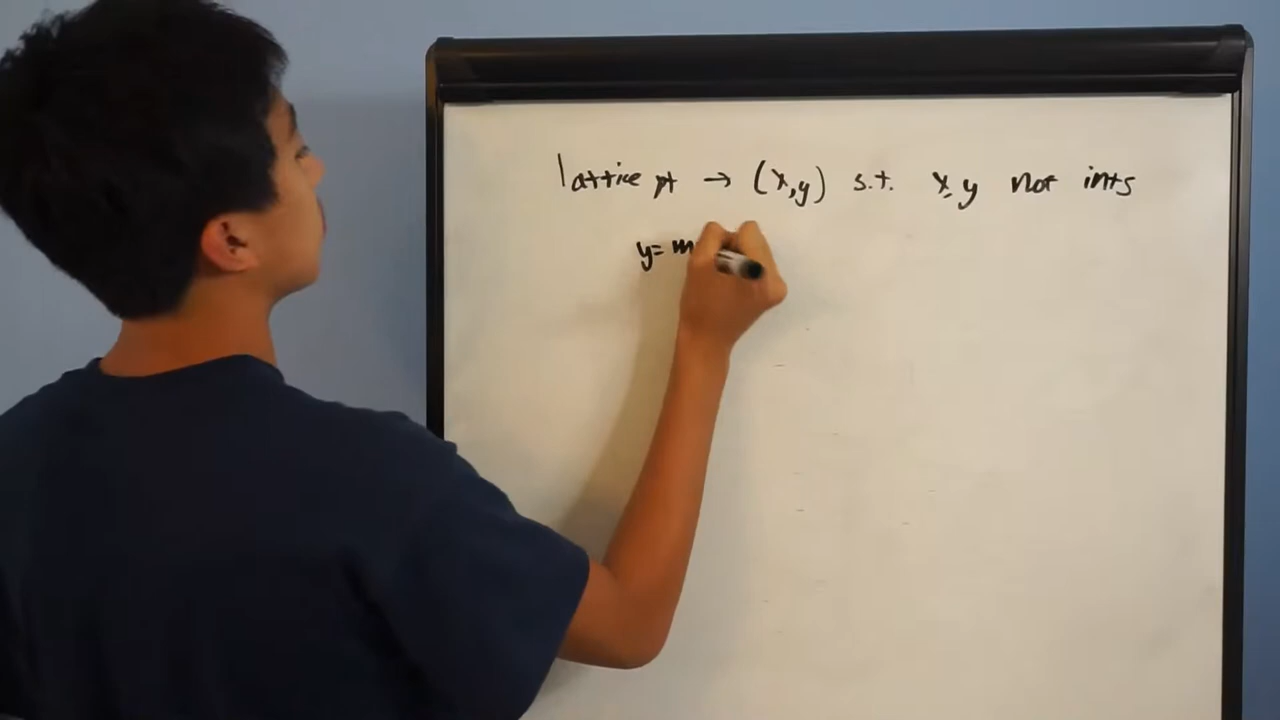 lattice pt → (x,y) s.t. x,y not ints
y=m